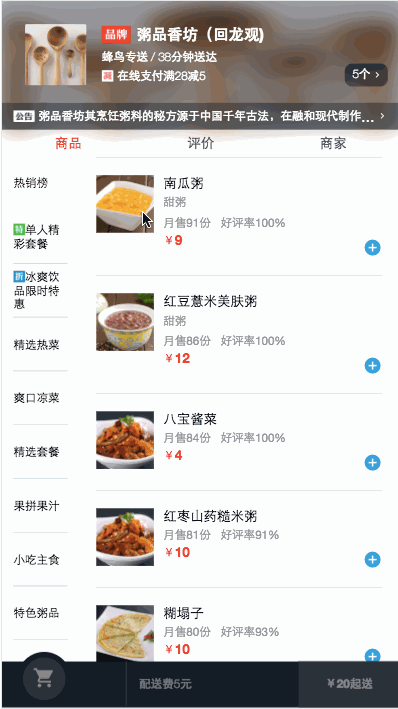 品牌 粥品香坊（回龙观)
蜂鸟专送 / 38分钟送达
减 在线支付满28减5
5个 >
公告 粥品香坊其烹饪粥料的秘方源于中国千年古法，在融和现代制作... >
商品 评价 商家
热销榜
特单人精
彩套餐
折冰爽饮
品限时特
惠
精选热菜
爽口凉菜
精选套餐
果拼果汁
小吃主食
特色粥品
南瓜粥
甜粥
月售91份 好评率100%
￥9
红豆薏米美肤粥
甜粥
月售86份 好评率100%
￥12
八宝酱菜
月售84份 好评率100%
￥4
红枣山药糙米粥
月售81份 好评率91%
￥10
糊塌子
月售80份 好评率93%
￥10
配送费5元
￥20起送